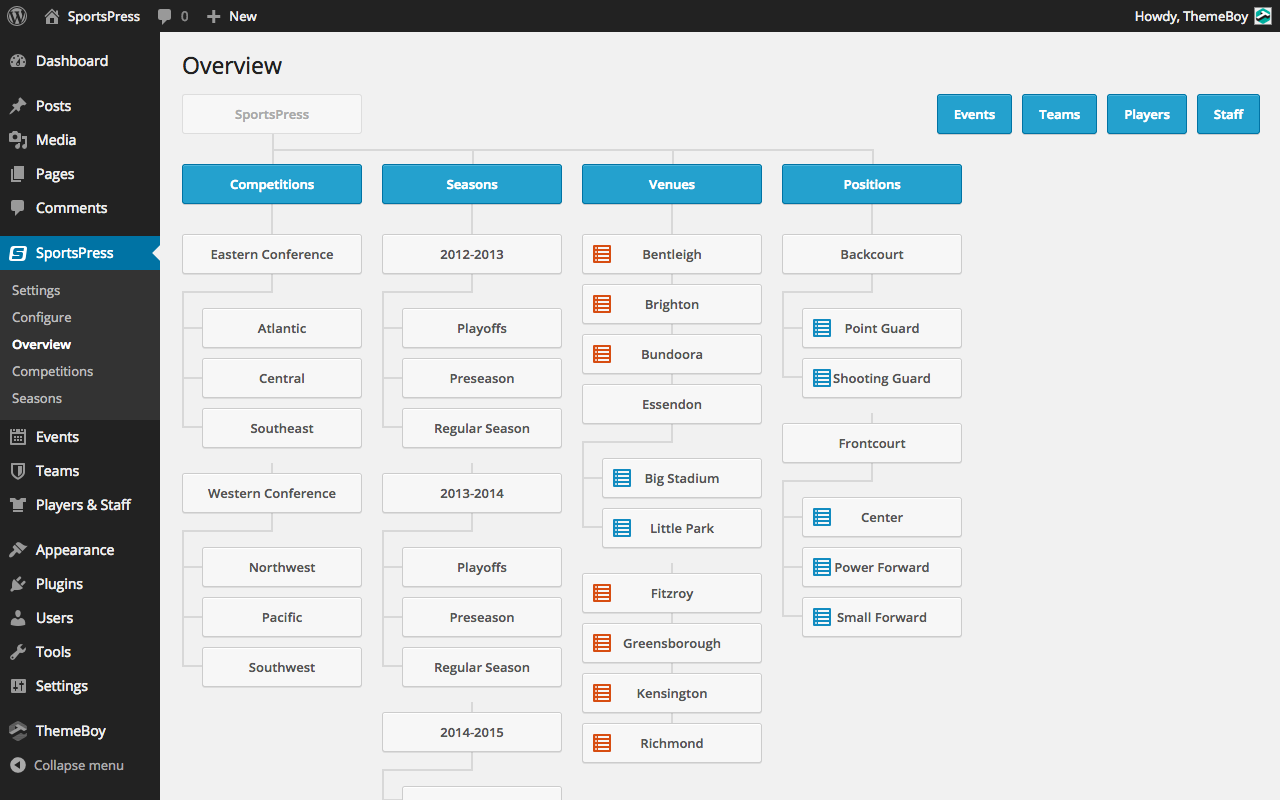 SportsPress
0
New
Howdy, ThemeBoy
Dashboard
Posts
Media
Pages
Comments
SportsPress
Settings
Configure
Overview
Competitions
Seasons
Events
Teams
Players & Staff
Appearance
Plugins
Users
Tools
Settings
ThemeBoy
Collapse menu
Overview
SportsPress
Events
Teams
Players
Staff
Competitions
Eastern Conference
Atlantic
Central
Southeast
Western Conference
Northwest
Pacific
Southwest
Seasons
2012-2013
Playoffs
Preseason
Regular Season
2013-2014
Playoffs
Preseason
Regular Season
2014-2015
Venues
Bentleigh
Brighton
Bundoora
Essendon
Big Stadium
Little Park
Fitzroy
Greensborough
Kensington
Richmond
Positions
Backcourt
Point Guard
Shooting Guard
Frontcourt
Center
Power Forward
Small Forward